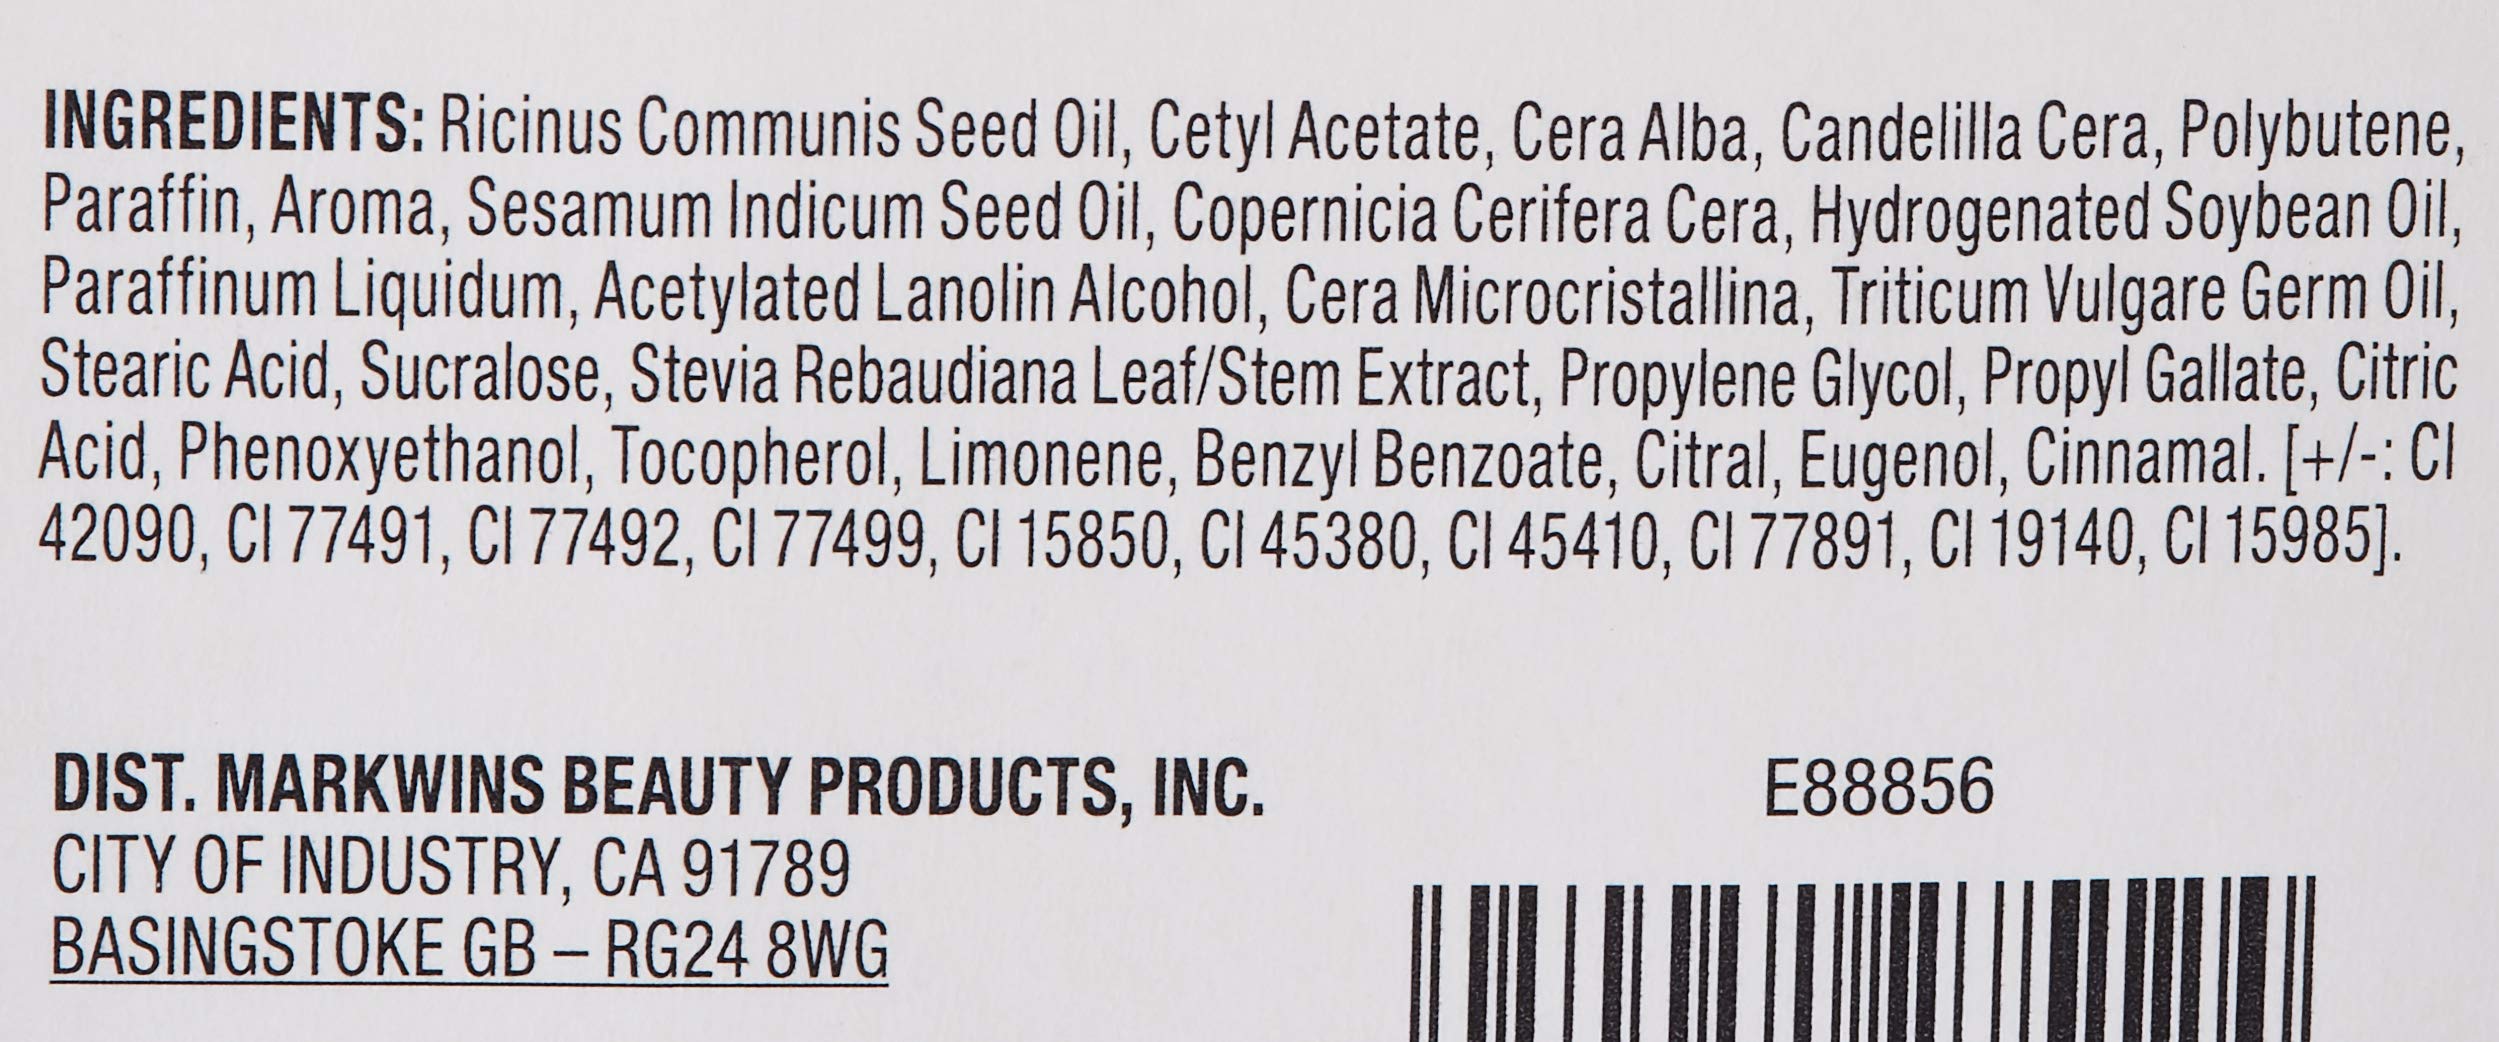 INGREDIENTS: Ricinus Communis Seed Oil, Cetyl Acetate, Cera Alba, Candelilla Cera, Polybutene,
Paraffin, Aroma, Sesamum Indicum Seed Oil, Copernicia Cerifera Cera, Hydrogenated Soybean Oil,
Paraffinum Liquidum, Acetylated Lanolin Alcohol, Cera Microcristallina, Triticum Vulgare Germ Oil,
Stearic Acid, Sucralose, Stevia Rebaudiana Leaf/Stem Extract, Propylene Glycol, Propyl Gallate, Citric
Acid, Phenoxyethanol, Tocopherol, Limonene, Benzyl Benzoate, Citral, Eugenol, Cinnamal. [+/-: CI
42090, CI 77491, CI 77492, CI 77499, CI 15850, CI 45380, CI 45410, CI 77891, CI 19140, CI 15985].
DIST. MARKWINS BEAUTY PRODUCTS, INC.
CITY OF INDUSTRY, CA 91789
BASINGSTOKE GB – RG24 8WG
E88856